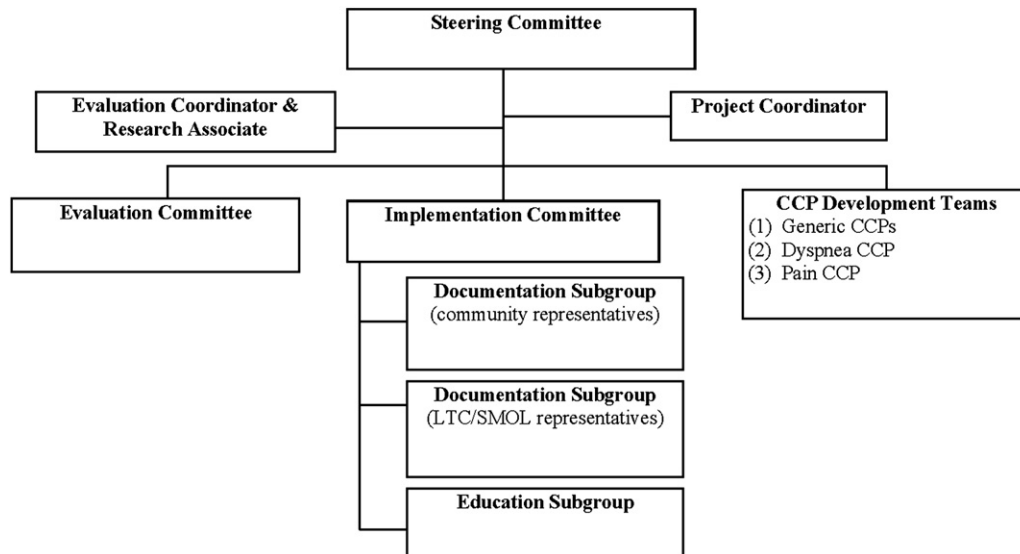 Steering Committee
Evaluation Coordinator &
Research Associate
Project Coordinator
Evaluation Committee
Implementation Committee
CCP Development Teams
(1) Generic CCPs
(2) Dyspnea CCP
(3) Pain CCP
Documentation Subgroup
(community representatives)
Documentation Subgroup
(LTC/SMOL representatives)
Education Subgroup